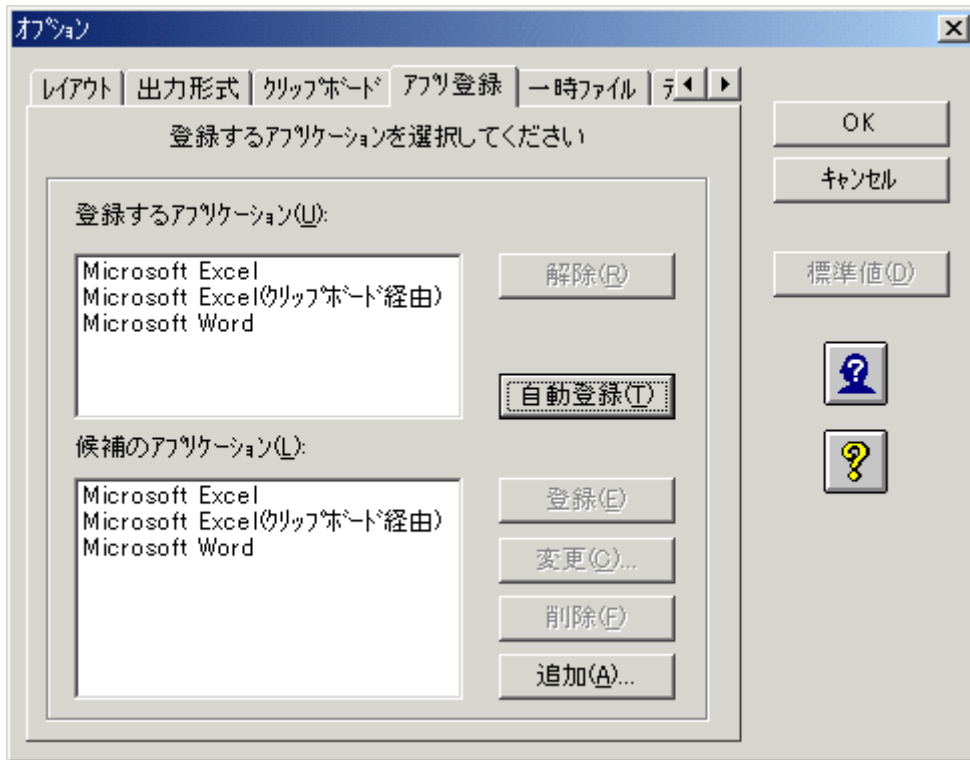 オプション
レイアウト 出力形式 クリップボード アプリ登録 一時ファイル デ
登録するアプリケーションを選択してください
OK
キャンセル
標準値(D)
登録するアプリケーション(U):
Microsoft Excel
Microsoft Excel(クリップボード経由)
Microsoft Word
解除(R)
自動登録(T)
候補のアプリケーション(L):
Microsoft Excel
Microsoft Excel(クリップボード経由)
Microsoft Word
登録(E)
変更(C)...
削除(F)
追加(A)...